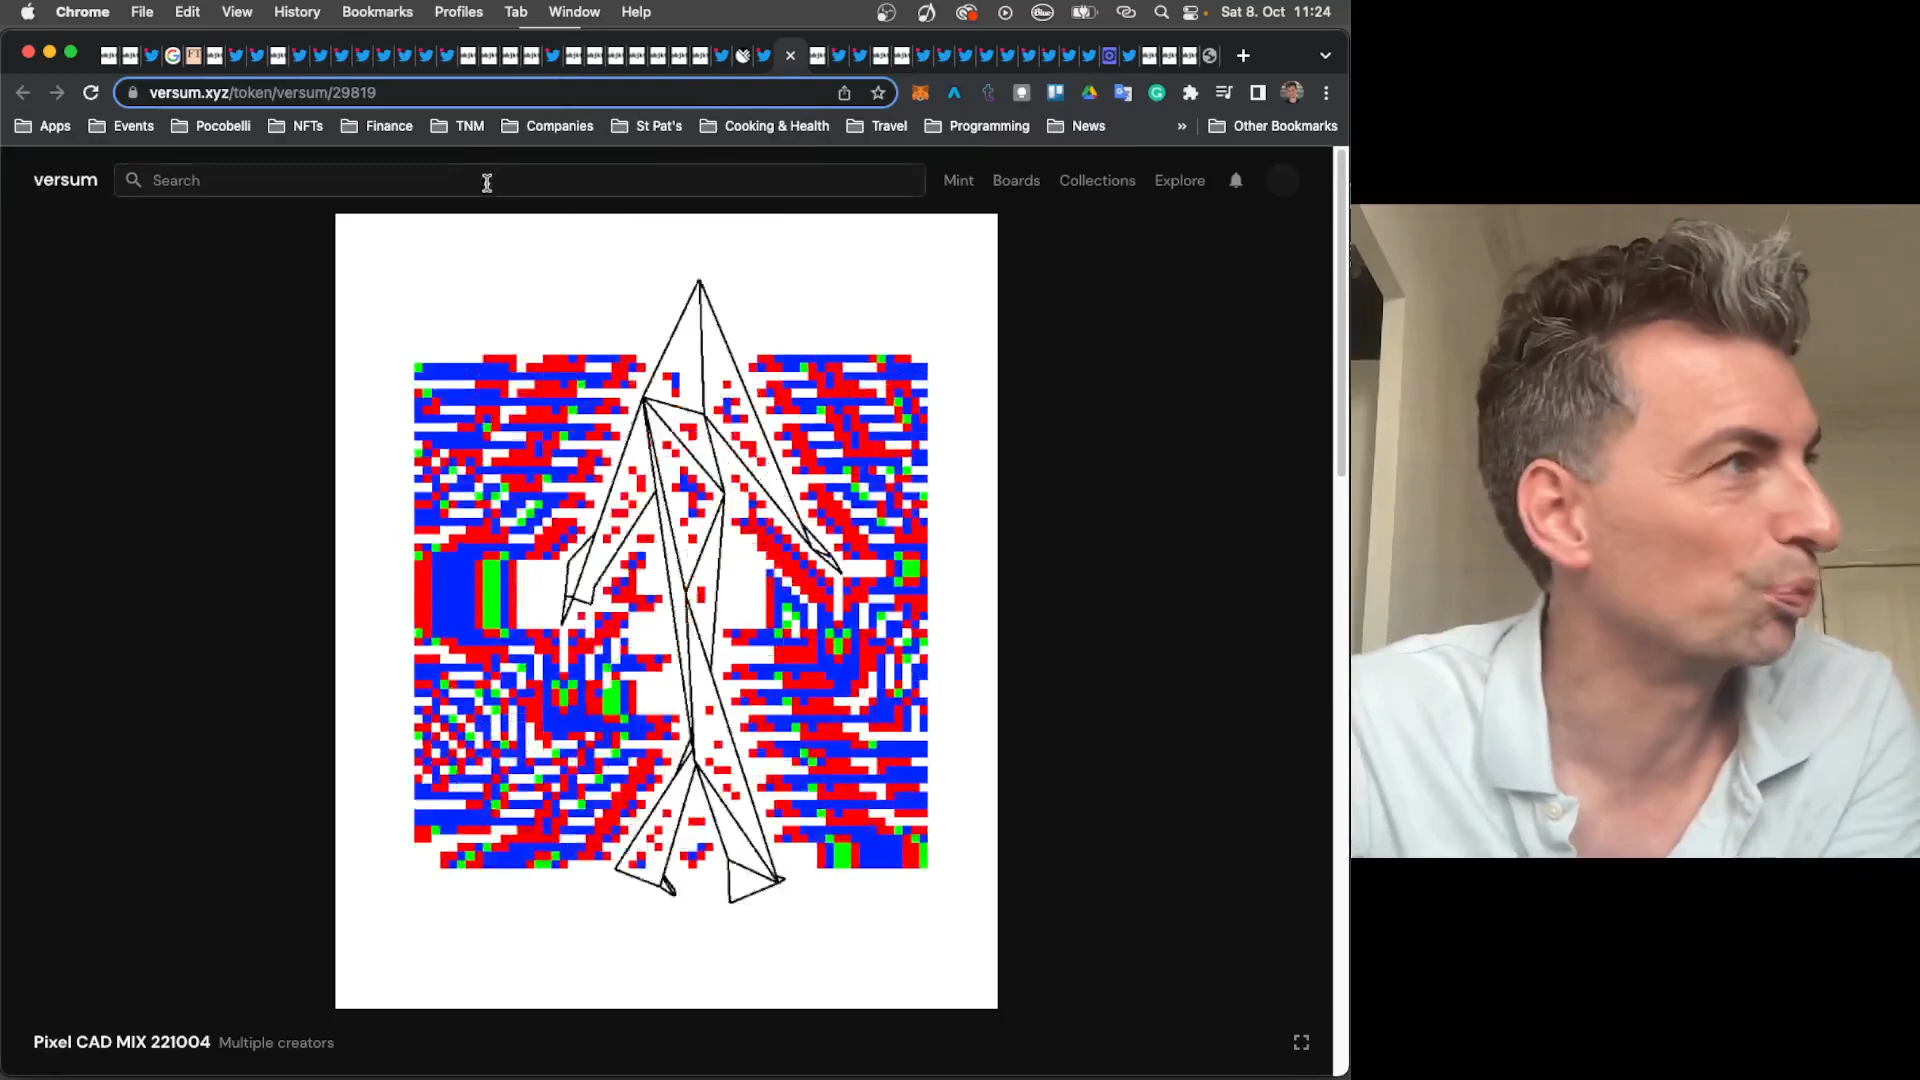 Chrome File Edit View History Bookmarks Profiles Tab Window Help Blue Sat 8. Oct 11:24
G FT
versum.xyz/token/versum/29819
Apps Events Pocobelli NFTs Finance TNM Companies St Pat's Cooking & Health Travel Programming News » Other Bookmarks
versum Search Mint Boards Collections Explore
Pixel CAD MIX 221004 Multiple creators